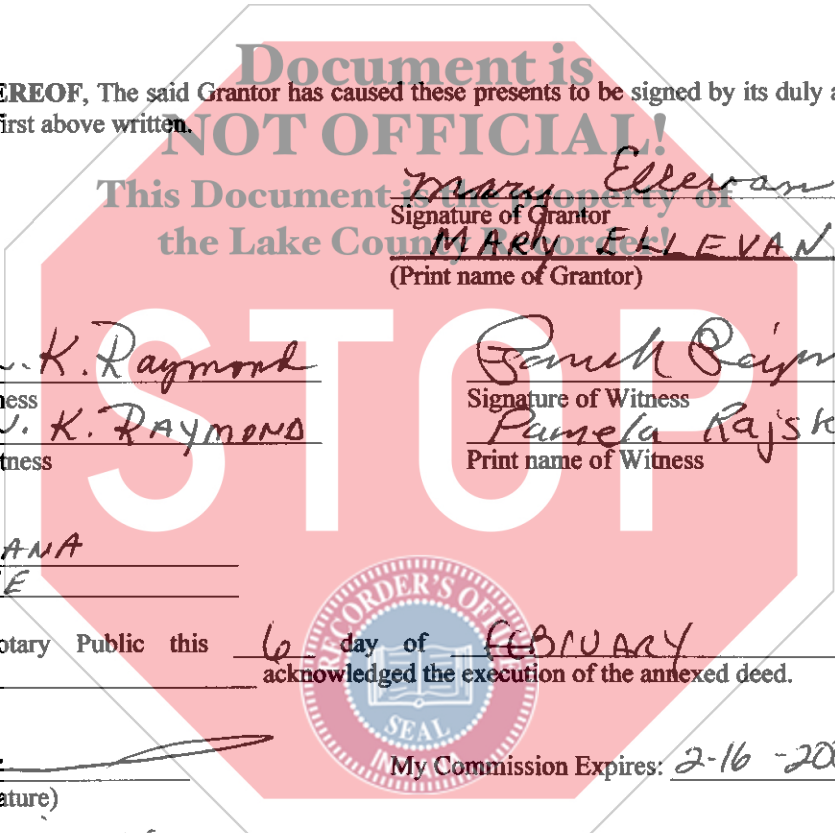 Document is
EREOF, The said Grantor has caused these presents to be signed by its duly a
first above written.
NOT OFFICIAL!
This Document is the property of
the Lake County Recorder!
Mary Ellevan
Signature of Grantor
MARY ELLEVAN
(Print name of Grantor)
STOP
. K. Raymond
ness
. K. RAYMOND
tness
Signature of Witness
Pamela Rajsk
Print name of Witness
ANA
E
otary Public this 6 day of FEBRUARY
acknowledged the execution of the annexed deed.
RECORDER'S OFFICE
SEAL
INDIANA
My Commission Expires: 2-16-200
ature)